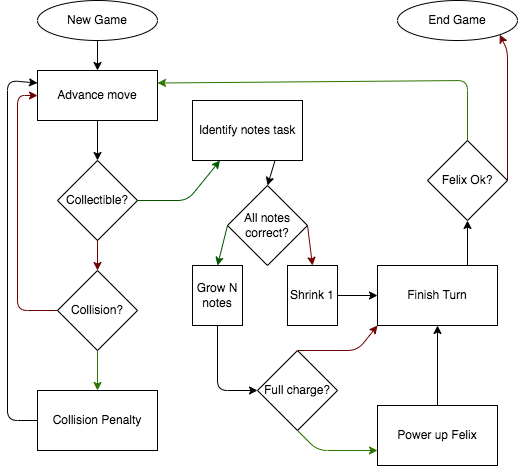 New Game
End Game
Advance move
Identify notes task
Collectible?
Felix Ok?
All notes
correct?
Collision?
Grow N
notes
Shrink 1
Finish Turn
Full charge?
Collision Penalty
Power up Felix